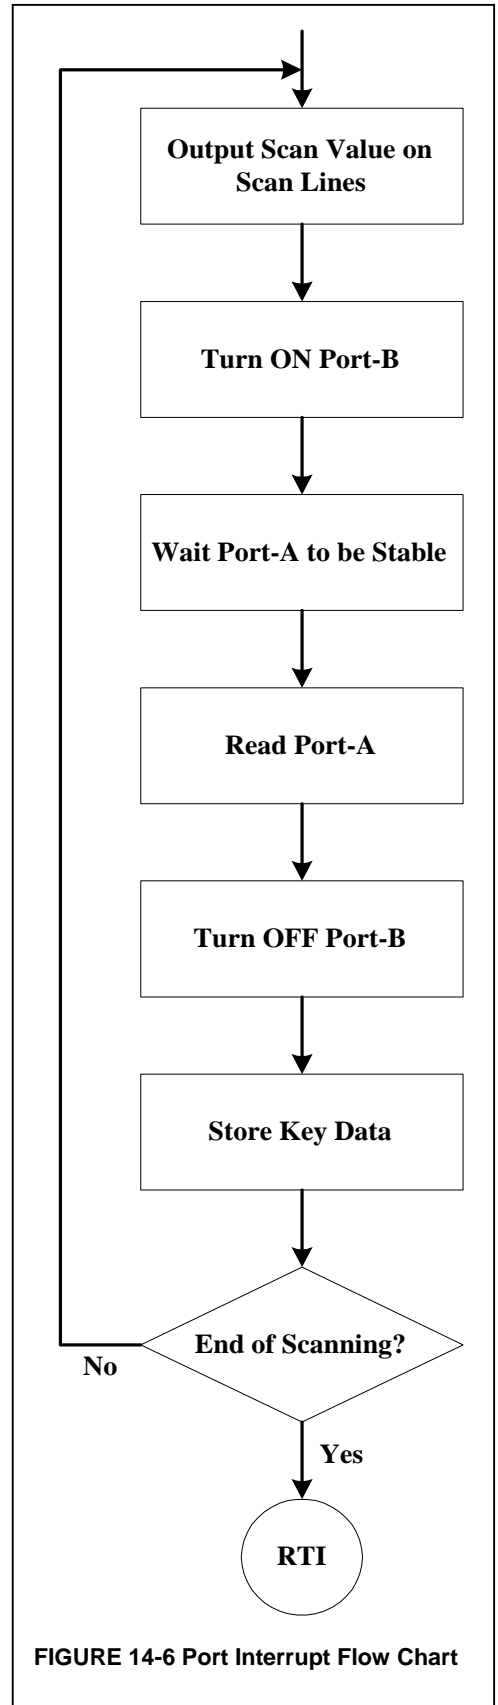 Output Scan Value on
Scan Lines
Turn ON Port-B
Wait Port-A to be Stable
Read Port-A
Turn OFF Port-B
Store Key Data
End of Scanning?
No
Yes
RTI
FIGURE 14-6 Port Interrupt Flow Chart